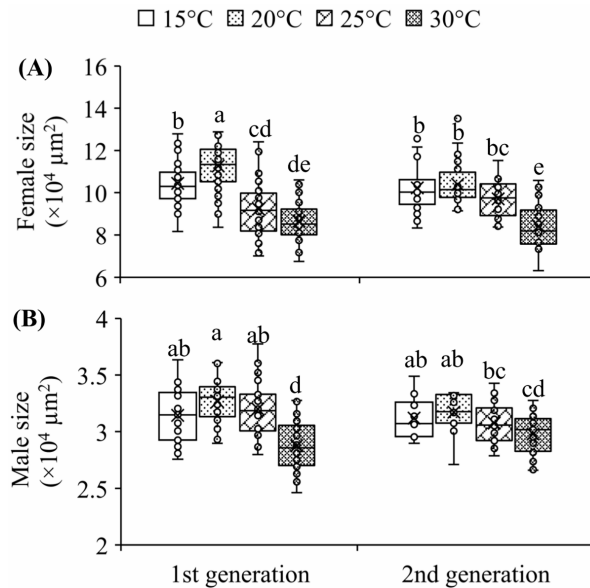 15°C 20°C 25°C 30°C
(A)
Female size
(×10⁴ μm²)
16
14
12
10
8
6
b a cd de b b bc e
(B)
Male size
(×10⁴ μm²)
4
3.5
3
2.5
2
ab a ab d ab ab bc cd
1st generation 2nd generation